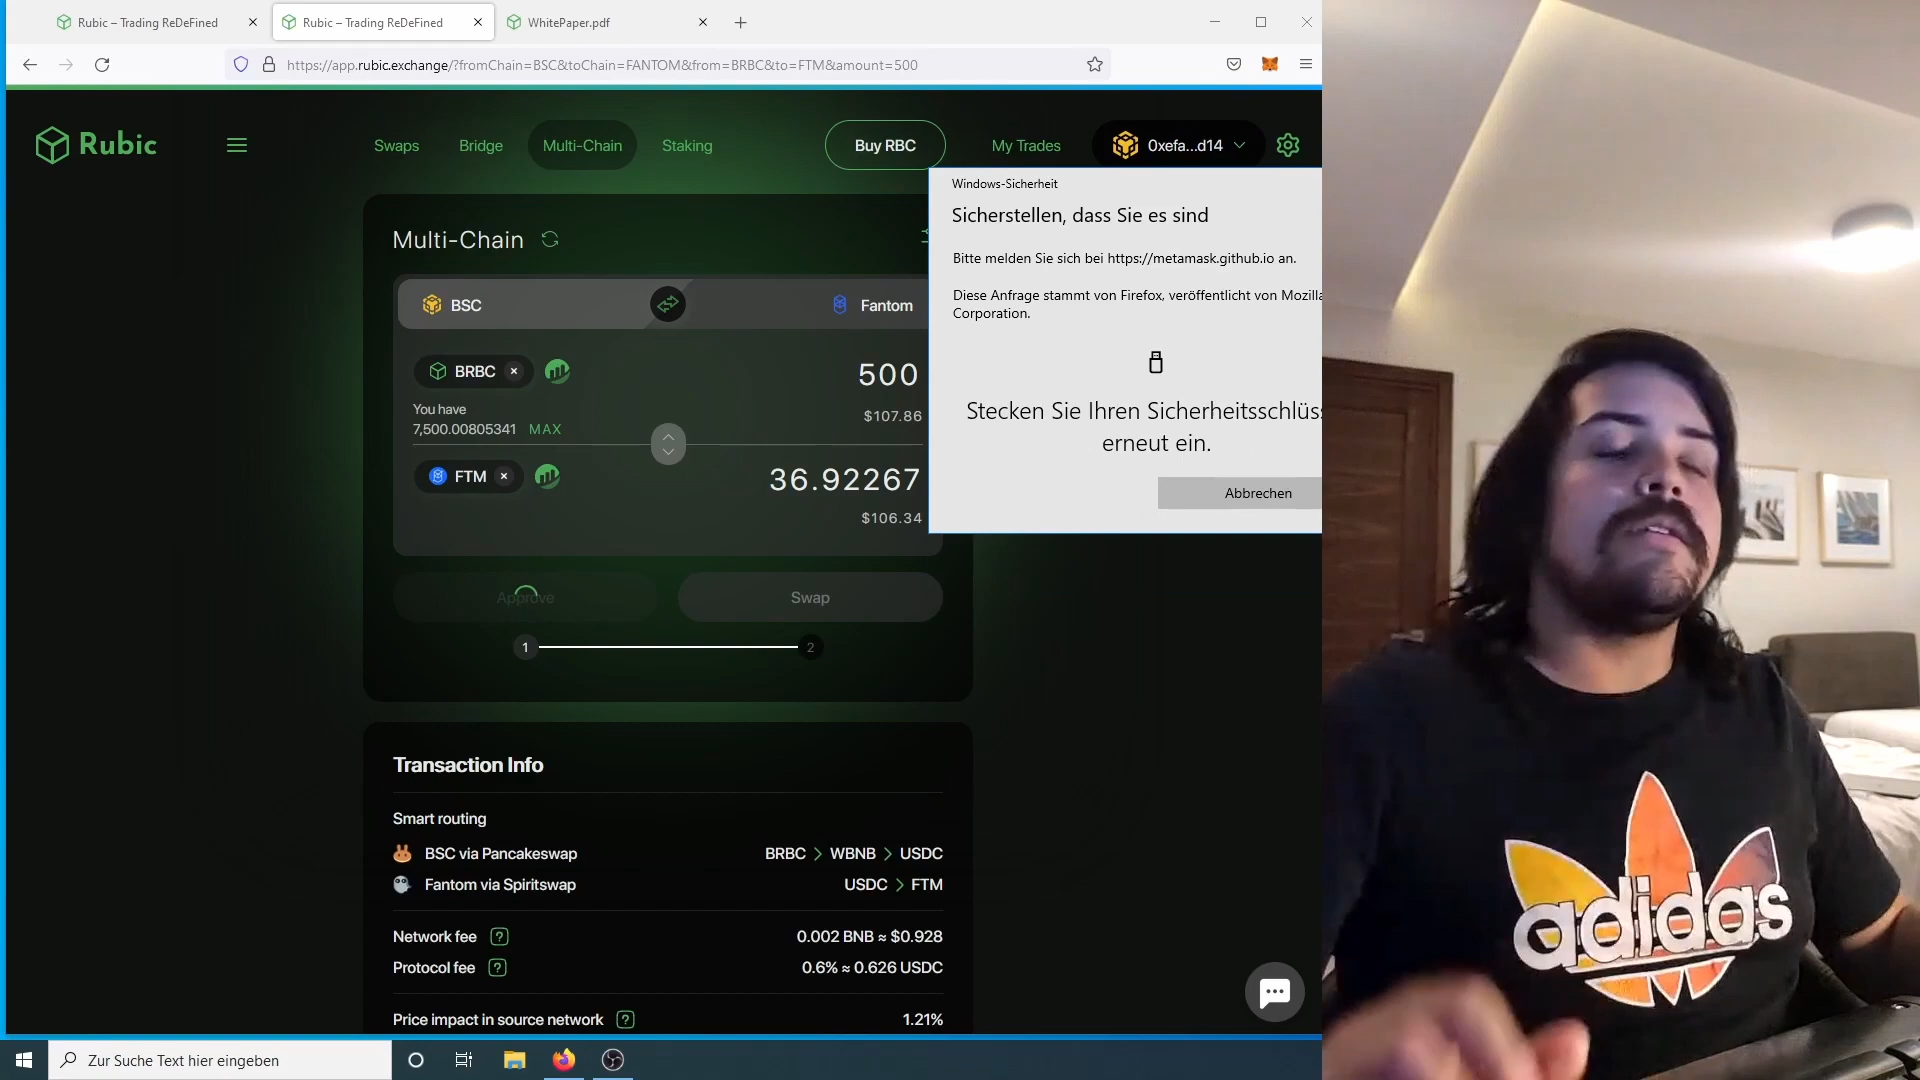 Rubic – Trading ReDeFined
Rubic – Trading ReDeFined
WhitePaper.pdf
https://app.rubic.exchange/?fromChain=BSC&toChain=FANTOM&from=BRBC&to=FTM&amount=500
Rubic
Swaps
Bridge
Multi-Chain
Staking
Buy RBC
My Trades
0xefa...d14
Windows-Sicherheit
Sicherstellen, dass Sie es sind
Bitte melden Sie sich bei https://metamask.github.io an.
Diese Anfrage stammt von Firefox, veröffentlicht von Mozilla
Corporation.
Stecken Sie Ihren Sicherheitsschlüss
erneut ein.
Abbrechen
Multi-Chain
BSC
Fantom
BRBC
500
You have
7,500.00805341 MAX
$107.86
FTM
36.92267
$106.34
Approve
Swap
1
2
Transaction Info
Smart routing
BSC via Pancakeswap
BRBC > WBNB > USDC
Fantom via Spiritswap
USDC > FTM
Network fee ?
0.002 BNB ≈ $0.928
Protocol fee ?
0.6% ≈ 0.626 USDC
Price impact in source network ?
1.21%
Zur Suche Text hier eingeben
adidas